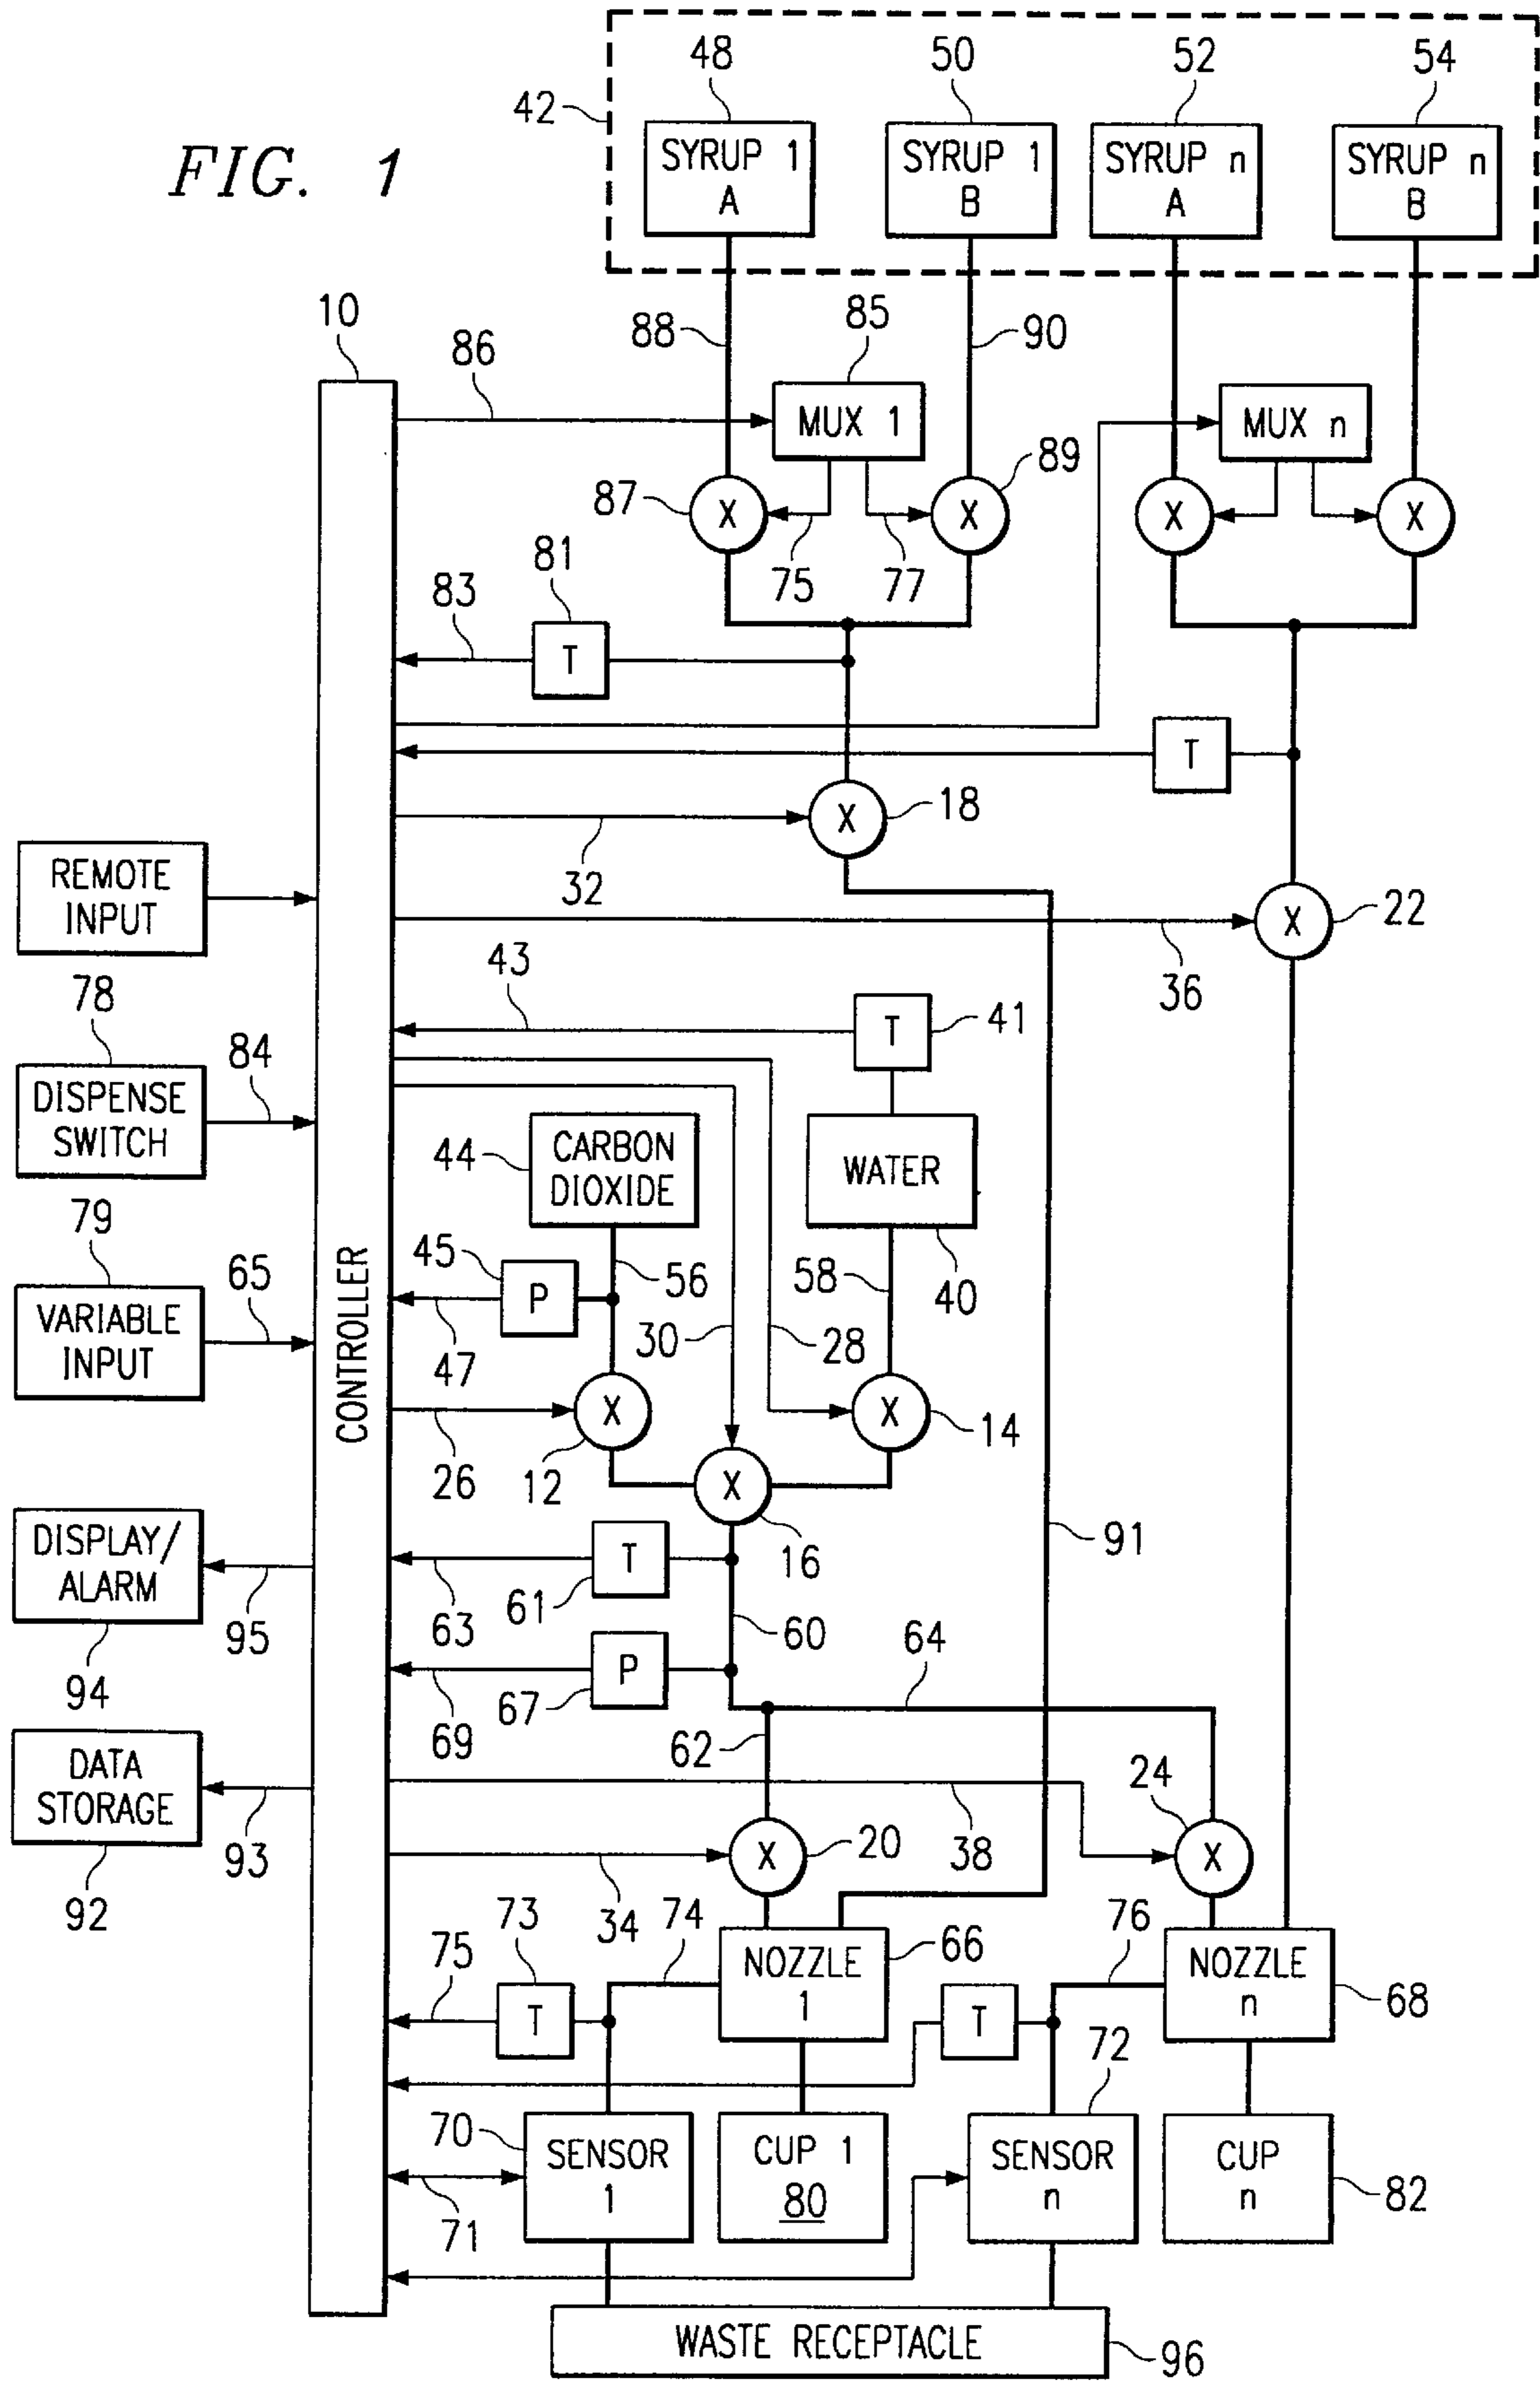 48
50
52
54
42
SYRUP 1
A
SYRUP 1
B
SYRUP n
A
SYRUP n
B
FIG. 1
10
86
88
85
90
MUX 1
MUX n
89
87
X
X
X
X
75
77
81
83
T
T
18
X
32
REMOTE
INPUT
22
X
36
43
41
T
78
84
DISPENSE
SWITCH
44
CARBON
DIOXIDE
WATER
79
65
45
56
58
40
P
VARIABLE
INPUT
CONTROLLER
47
30
28
X
X
14
26
12
X
16
91
DISPLAY/
ALARM
T
95
63
61
60
64
94
P
67
69
62
DATA
STORAGE
24
93
20
X
38
X
92
34
73
74
76
75
66
NOZZLE
1
NOZZLE
n
68
T
T
72
70
SENSOR
1
CUP 1
80
SENSOR
n
CUP
n
82
71
WASTE RECEPTACLE
96